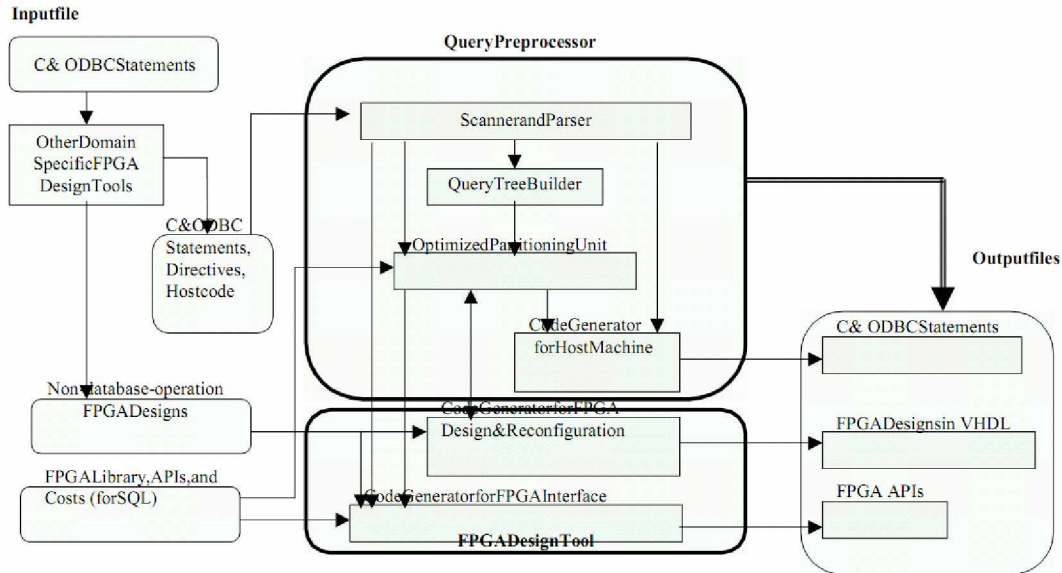 Inputfile
C& ODBCStatements
OtherDomain
SpecificFPGA
DesignTools
C&ODBC
Statements,
Directives,
Hostcode
Non-database-operation
FPGADesigns
FPGALibrary,APIs,and
Costs (forSQL)
QueryPreprocessor
ScannerandParser
QueryTreeBuilder
OptimizedPartitioningUnit
CodeGenerator
forHostMachine
CodeGeneratorforFPGA
Design&Reconfiguration
CodeGeneratorforFPGAInterface
FPGADesignTool
Outputfiles
C& ODBCStatements
FPGADesignsin VHDL
FPGA APIs